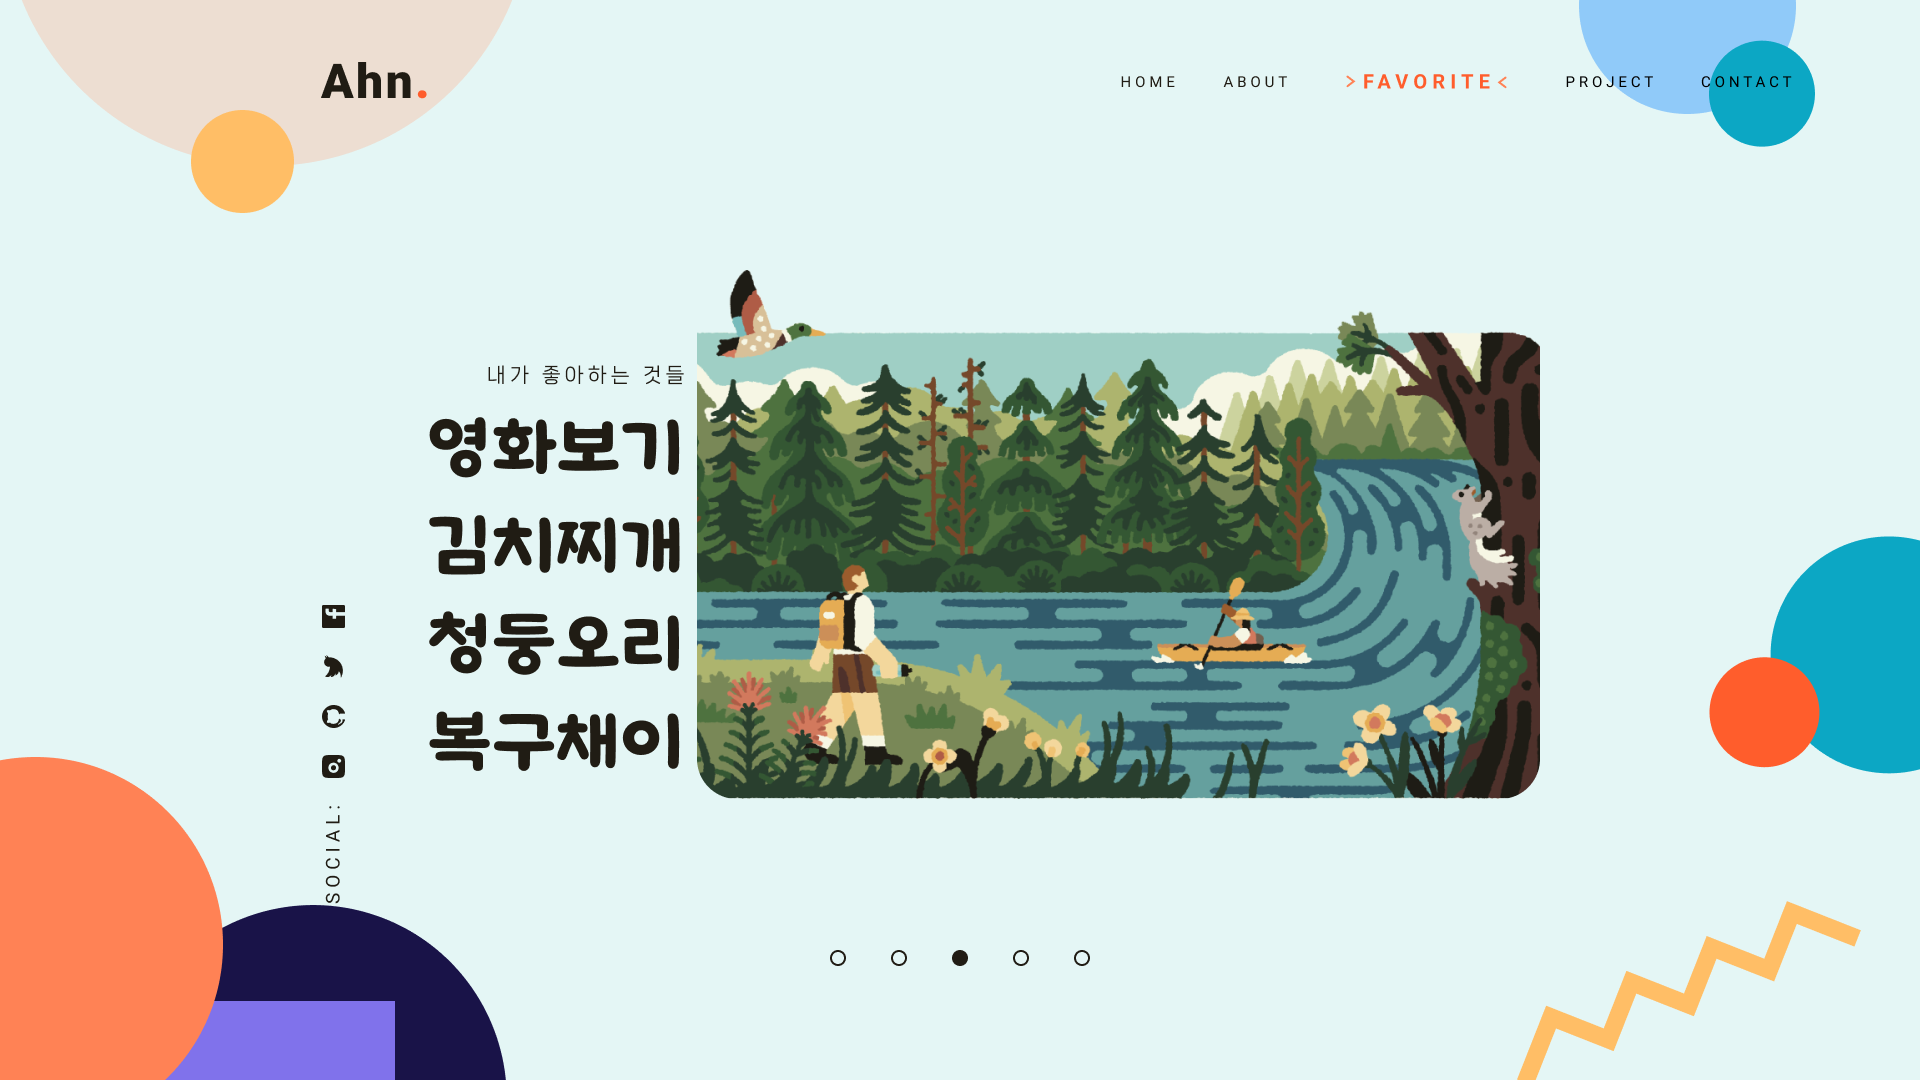 Ahn.
HOME
ABOUT
>FAVORITE<
PROJECT
CONTACT
내가 좋아하는 것들
영화보기
김치찌개
청둥오리
복구채이
SOCIAL: